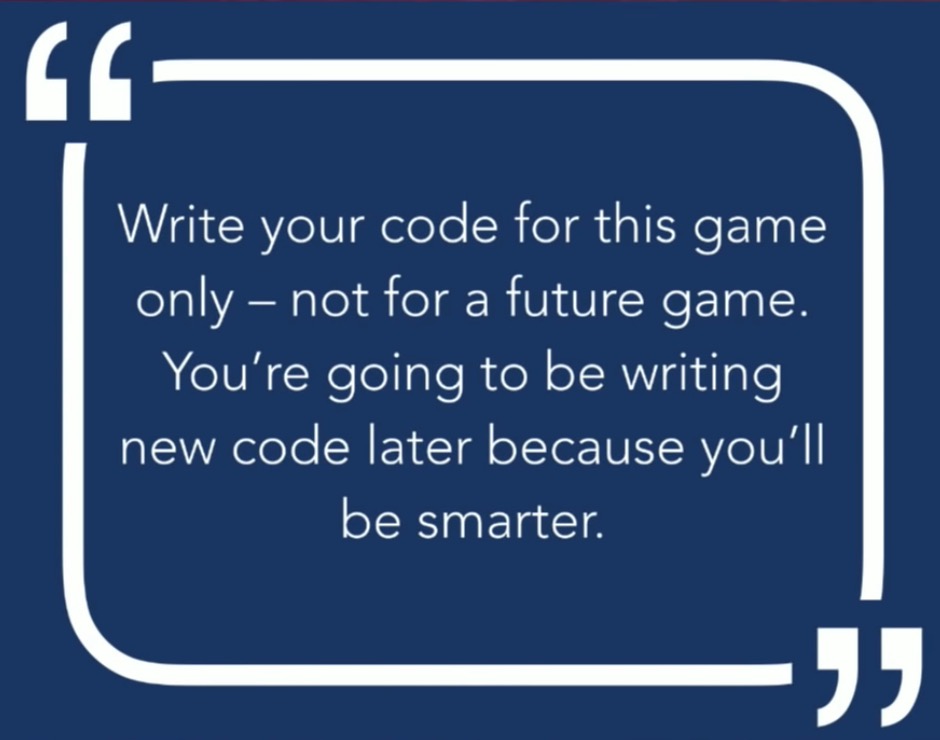 Write your code for this game
only – not for a future game.
You’re going to be writing
new code later because you’ll
be smarter.